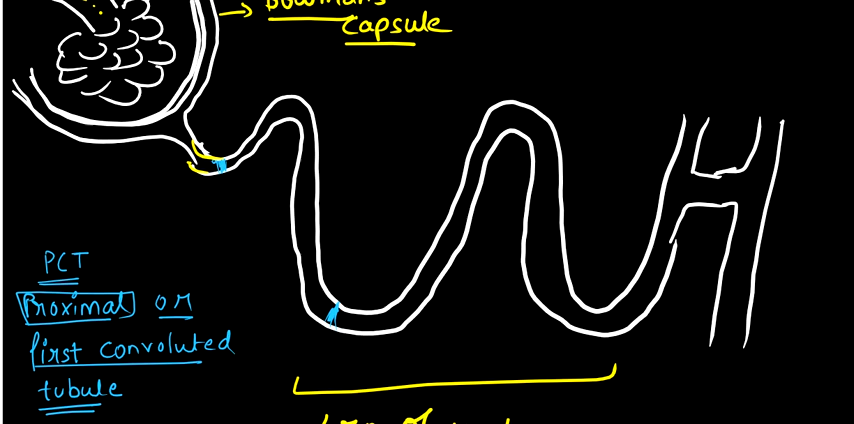 Capsule
PCT
Proximal or
first convoluted
tubule